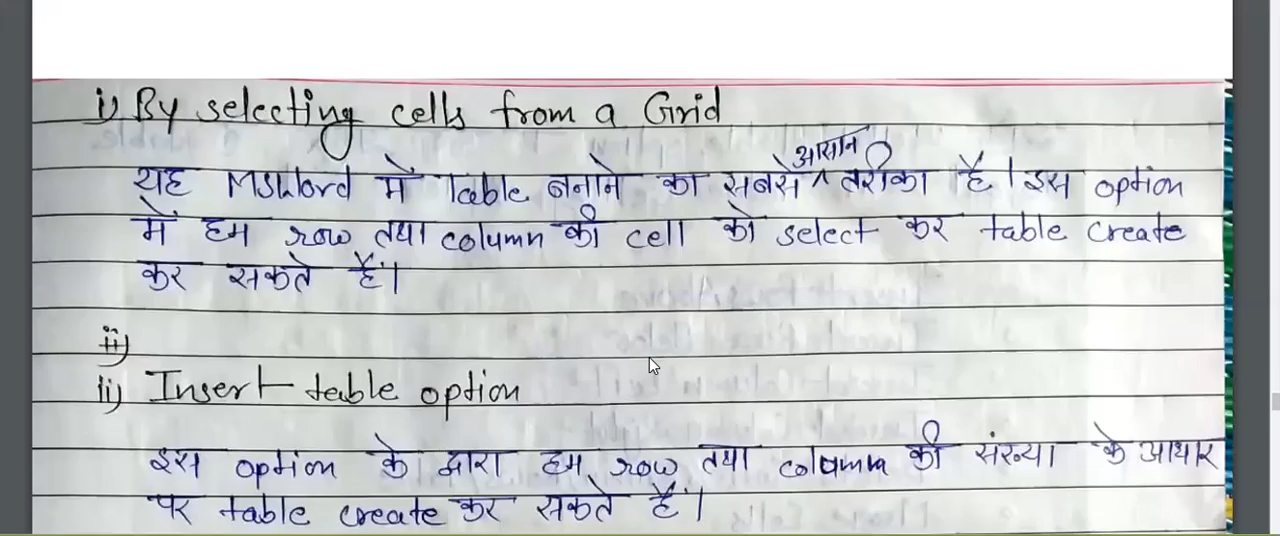 i) By selecting cells from a Grid
यह MSWord में Table बनाने का सबसे आसान तरीका है। इस option
में हम row तथा column की cell को select कर table create
कर सकते हैं।
ii)
ii) Insert table option
इस option के द्वारा हम row तथा column की संख्या के आधार
पर table create कर सकते हैं।